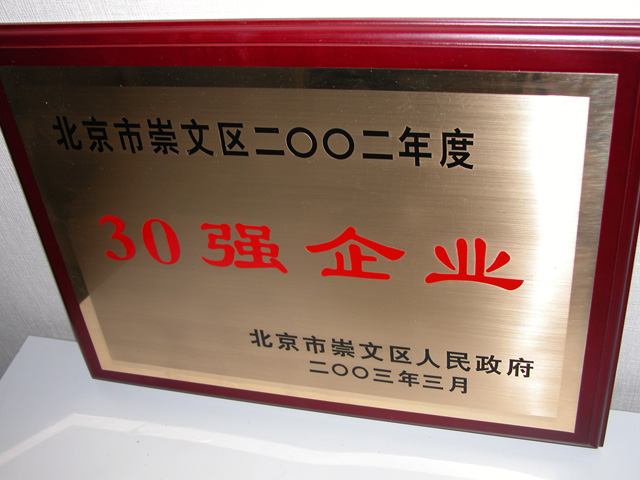 北京市崇文区二〇〇二年度
30强企业
北京市崇文区人民政府
二〇〇三年三月